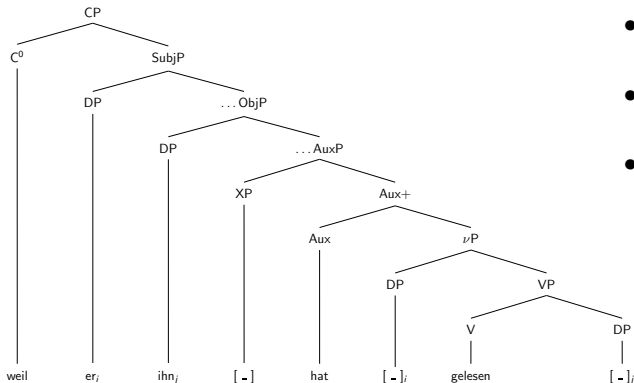 CP
C⁰ SubjP
DP ...ObjP
DP ...AuxP
XP Aux+
Aux νP
DP VP
V DP
weil erᵢ ihnⱼ [ - ] hat [ - ]ᵢ gelesen [ - ]ⱼ